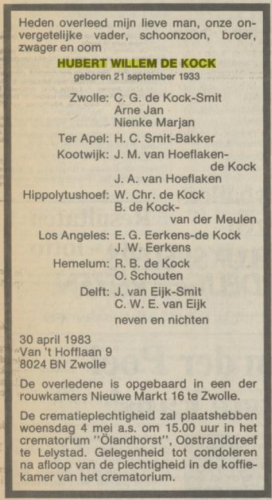 Heden overleed mijn lieve man, onze on-
vergetelijke vader, schoonzoon, broer,
zwager en oom
HUBERT WILLEM DE KOCK
geboren 21 september 1933
Zwolle: C. G. de Kock-Smit
Arne Jan
Nienke Marjan
Ter Apel: H. C. Smit-Bakker
Kootwijk: J. M. van Hoeflaken-
de Kock
J. A. van Hoeflaken
Hippolytushoef: W. Chr. de Kock
B. de Kock-
van der Meulen
Los Angeles: E. G. Eerkens-de Kock
J. W. Eerkens
Hemelum: R. B. de Kock
O. Schouten
Delft: J. van Eijk-Smit
C. W. E. van Eijk
neven en nichten
30 april 1983
Van 't Hofflaan 9
8024 BN Zwolle
De overledene is opgebaard in een der
rouwkamers Nieuwe Markt 16 te Zwolle.
De crematieplechtigheid zal plaatshebben
woensdag 4 mei a.s. om 15.00 uur in het
crematorium "Ölandhorst", Oostranddreef
te Lelystad. Gelegenheid tot condoleren
na afloop van de plechtigheid in de koffie-
kamer van het crematorium.